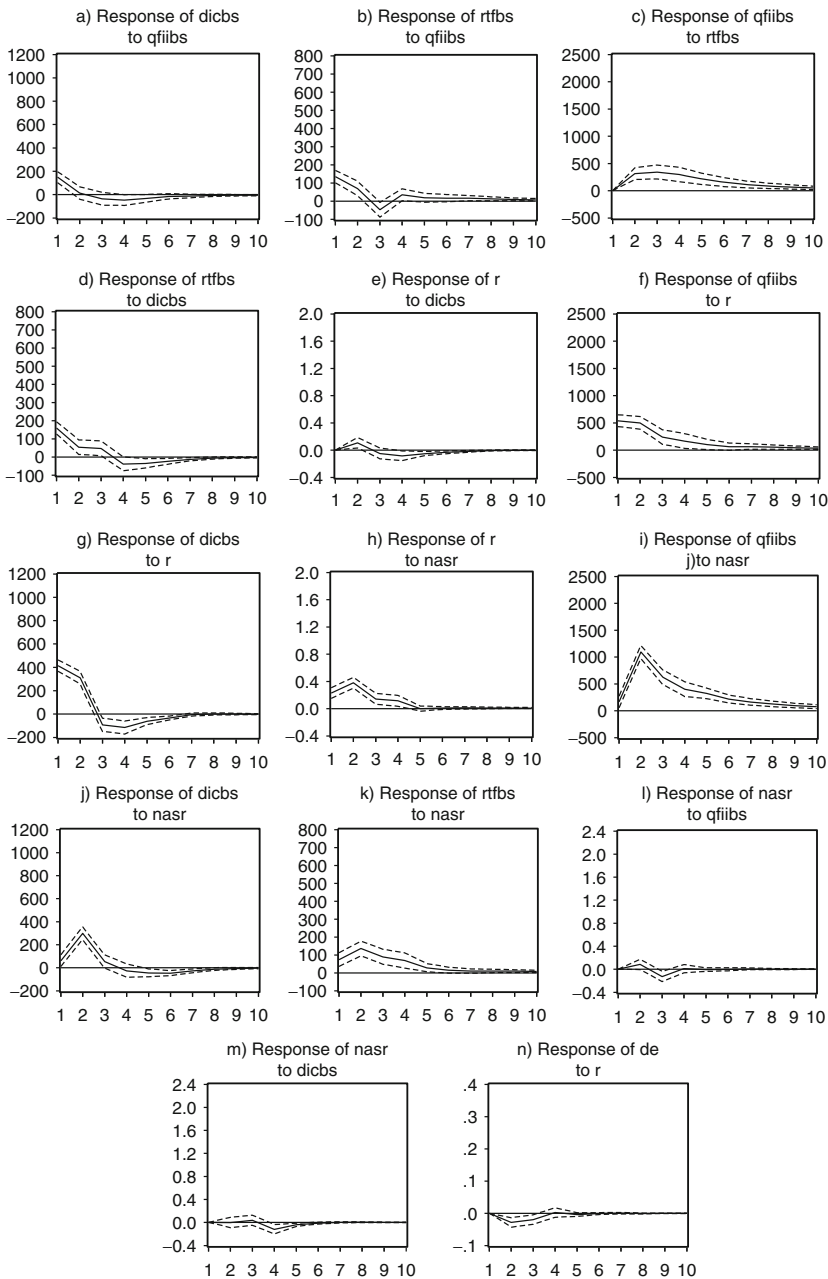 a) Response of dicbs
to qfiibs
1200
1000
800
600
400
200
0
−200
1 2 3 4 5 6 7 8 9 10
b) Response of rtfbs
to qfiibs
800
700
600
500
400
300
200
100
0
−100
1 2 3 4 5 6 7 8 9 10
c) Response of qfiibs
to rtfbs
2500
2000
1500
1000
500
0
−500
1 2 3 4 5 6 7 8 9 10
d) Response of rtfbs
to dicbs
800
700
600
500
400
300
200
100
0
−100
1 2 3 4 5 6 7 8 9 10
e) Response of r
to dicbs
2.0
1.6
1.2
0.8
0.4
0.0
−0.4
1 2 3 4 5 6 7 8 9 10
f) Response of qfiibs
to r
2500
2000
1500
1000
500
0
−500
1 2 3 4 5 6 7 8 9 10
g) Response of dicbs
to r
1200
1000
800
600
400
200
0
−200
1 2 3 4 5 6 7 8 9 10
h) Response of r
to nasr
2.0
1.6
1.2
0.8
0.4
0.0
−0.4
1 2 3 4 5 6 7 8 9 10
i) Response of qfiibs
j)to nasr
2500
2000
1500
1000
500
0
−500
1 2 3 4 5 6 7 8 9 10
j) Response of dicbs
to nasr
1200
1000
800
600
400
200
0
−200
1 2 3 4 5 6 7 8 9 10
k) Response of rtfbs
to nasr
800
700
600
500
400
300
200
100
0
−100
1 2 3 4 5 6 7 8 9 10
l) Response of nasr
to qfiibs
2.4
2.0
1.6
1.2
0.8
0.4
0.0
−0.4
1 2 3 4 5 6 7 8 9 10
m) Response of nasr
to dicbs
2.4
2.0
1.6
1.2
0.8
0.4
0.0
−0.4
1 2 3 4 5 6 7 8 9 10
n) Response of de
to r
.4
.3
.2
.1
.0
−.1
1 2 3 4 5 6 7 8 9 10